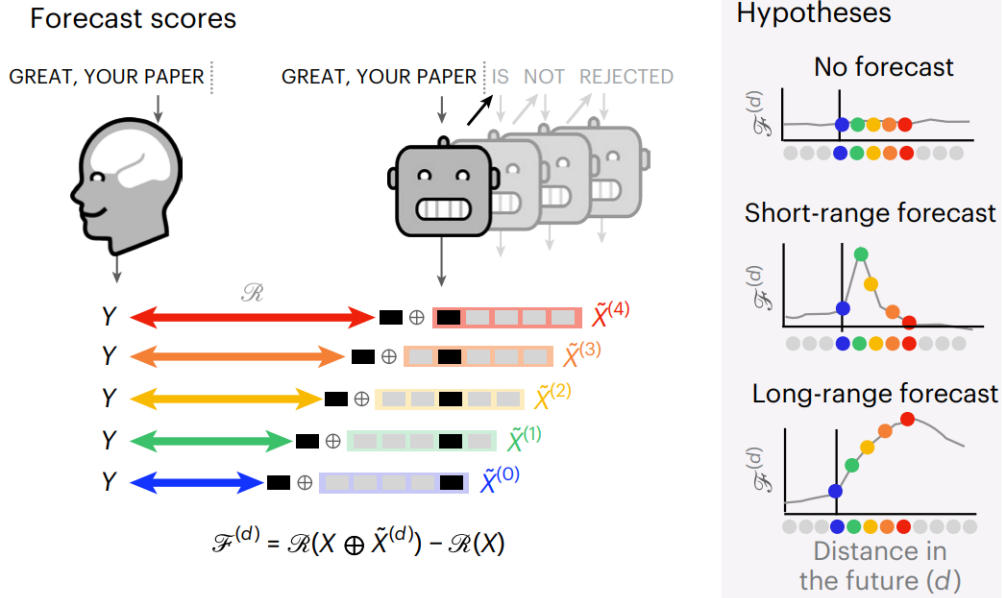 Forecast scores
GREAT, YOUR PAPER
GREAT, YOUR PAPER IS NOT REJECTED
ℛ
Y ⊕ X̃⁽⁴⁾
Y ⊕ X̃⁽³⁾
Y ⊕ X̃⁽²⁾
Y ⊕ X̃⁽¹⁾
Y ⊕ X̃⁽⁰⁾
ℱ⁽ᵈ⁾ = ℛ(X ⊕ X̃⁽ᵈ⁾) − ℛ(X)
Hypotheses
No forecast
ℱ⁽ᵈ⁾
Short-range forecast
ℱ⁽ᵈ⁾
Long-range forecast
ℱ⁽ᵈ⁾
Distance in
the future (d)